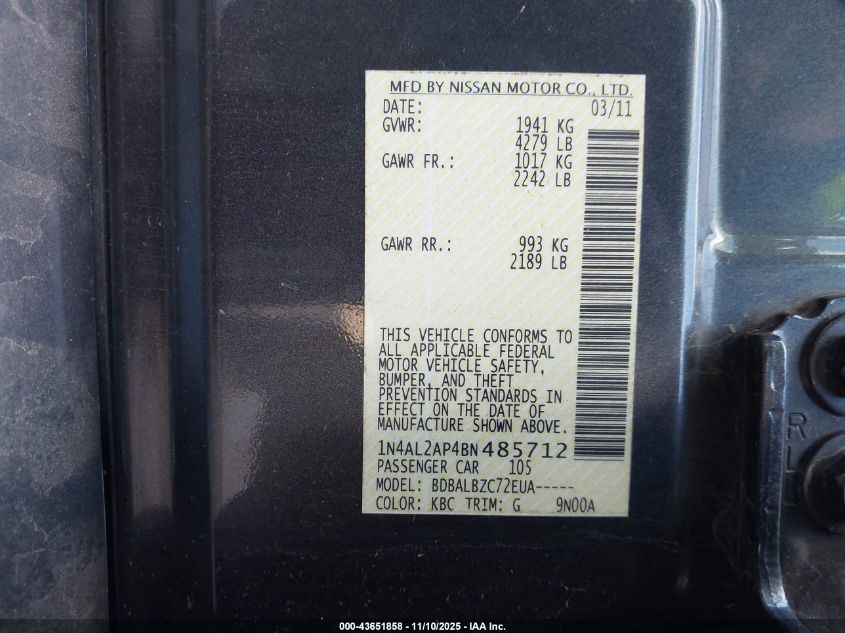 MFD BY NISSAN MOTOR CO., LTD.
DATE: 03/11
GVWR: 1941 KG
4279 LB
GAWR FR.: 1017 KG
2242 LB
GAWR RR.: 993 KG
2189 LB
THIS VEHICLE CONFORMS TO
ALL APPLICABLE FEDERAL
MOTOR VEHICLE SAFETY,
BUMPER, AND THEFT
PREVENTION STANDARDS IN
EFFECT ON THE DATE OF
MANUFACTURE SHOWN ABOVE.
1N4AL2AP4BN485712
PASSENGER CAR 105
MODEL: BDBALBZC72EUA-----
COLOR: KBC TRIM: G 9N00A
000-43651858 - 11/10/2025 - IAA Inc.